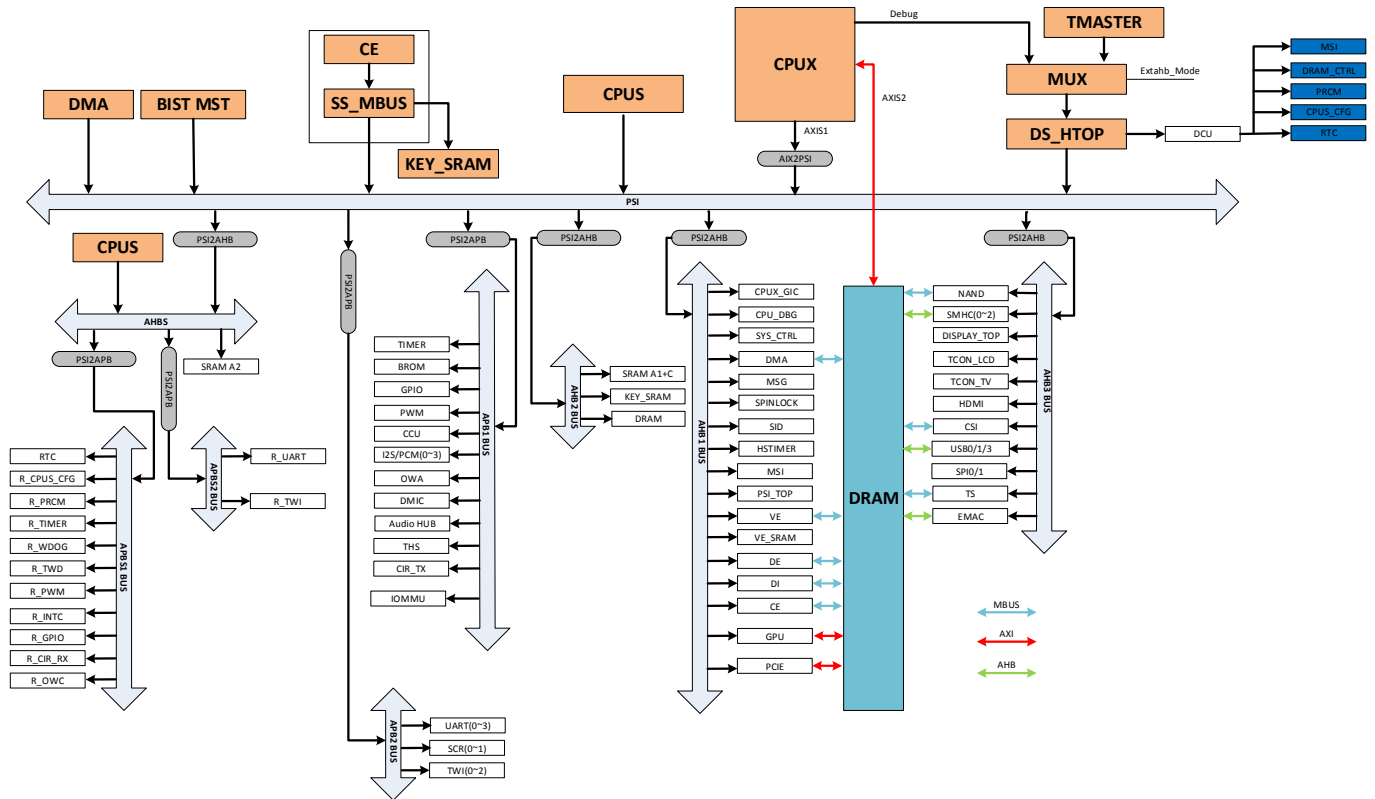 Debug
TMASTER
CE
CPUX
MSI
DRAM_CTRL
MUX
Extahb_Mode
PRCM
DMA
BIST MST
SS_MBUS
CPUS
AXIS2
CPUS_CFG
AXIS1
DS_HTOP
DCU
RTC
KEY_SRAM
AIX2PSI
PSI
CPUS
PSI2AHB
PSI2APB
PSI2APB
PSI2AHB
PSI2AHB
PSI2AHB
AHBS
PSI2APB
PSI2APB
SRAM A2
RTC
R_CPUS_CFG
R_PRCM
R_TIMER
R_WDOG
R_TWD
R_PWM
R_INTC
R_GPIO
R_CIR_RX
R_OWC
APBS1 BUS
APBS2 BUS
R_UART
R_TWI
TIMER
BROM
GPIO
PWM
CCU
I2S/PCM(0~3)
OWA
DMIC
Audio HUB
THS
CIR_TX
IOMMU
APB1 BUS
APB2 BUS
UART(0~3)
SCR(0~1)
TWI(0~2)
AHB2 BUS
SRAM A1+C
KEY_SRAM
DRAM
AHB1 BUS
CPUX_GIC
CPU_DBG
SYS_CTRL
DMA
MSG
SPINLOCK
SID
HSTIMER
MSI
PSI_TOP
VE
VE_SRAM
DE
DI
CE
GPU
PCIE
DRAM
NAND
SMHC(0~2)
DISPLAY_TOP
TCON_LCD
TCON_TV
HDMI
CSI
USB0/1/3
SPI0/1
TS
EMAC
AHB3 BUS
MBUS
AXI
AHB